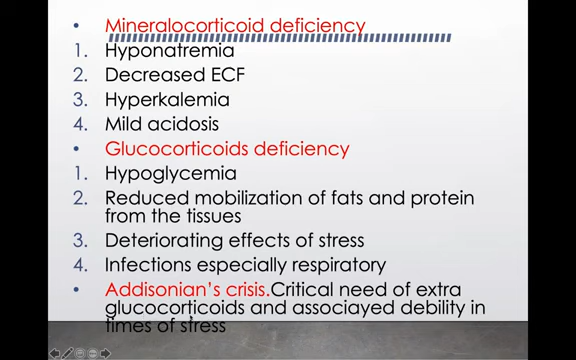 • Mineralocorticoid deficiency
1. Hyponatremia
2. Decreased ECF
3. Hyperkalemia
4. Mild acidosis
• Glucocorticoids deficiency
1. Hypoglycemia
2. Reduced mobilization of fats and protein
from the tissues
3. Deteriorating effects of stress
4. Infections especially respiratory
• Addisonian's crisis.Critical need of extra
glucocorticoids and associayed debility in
times of stress